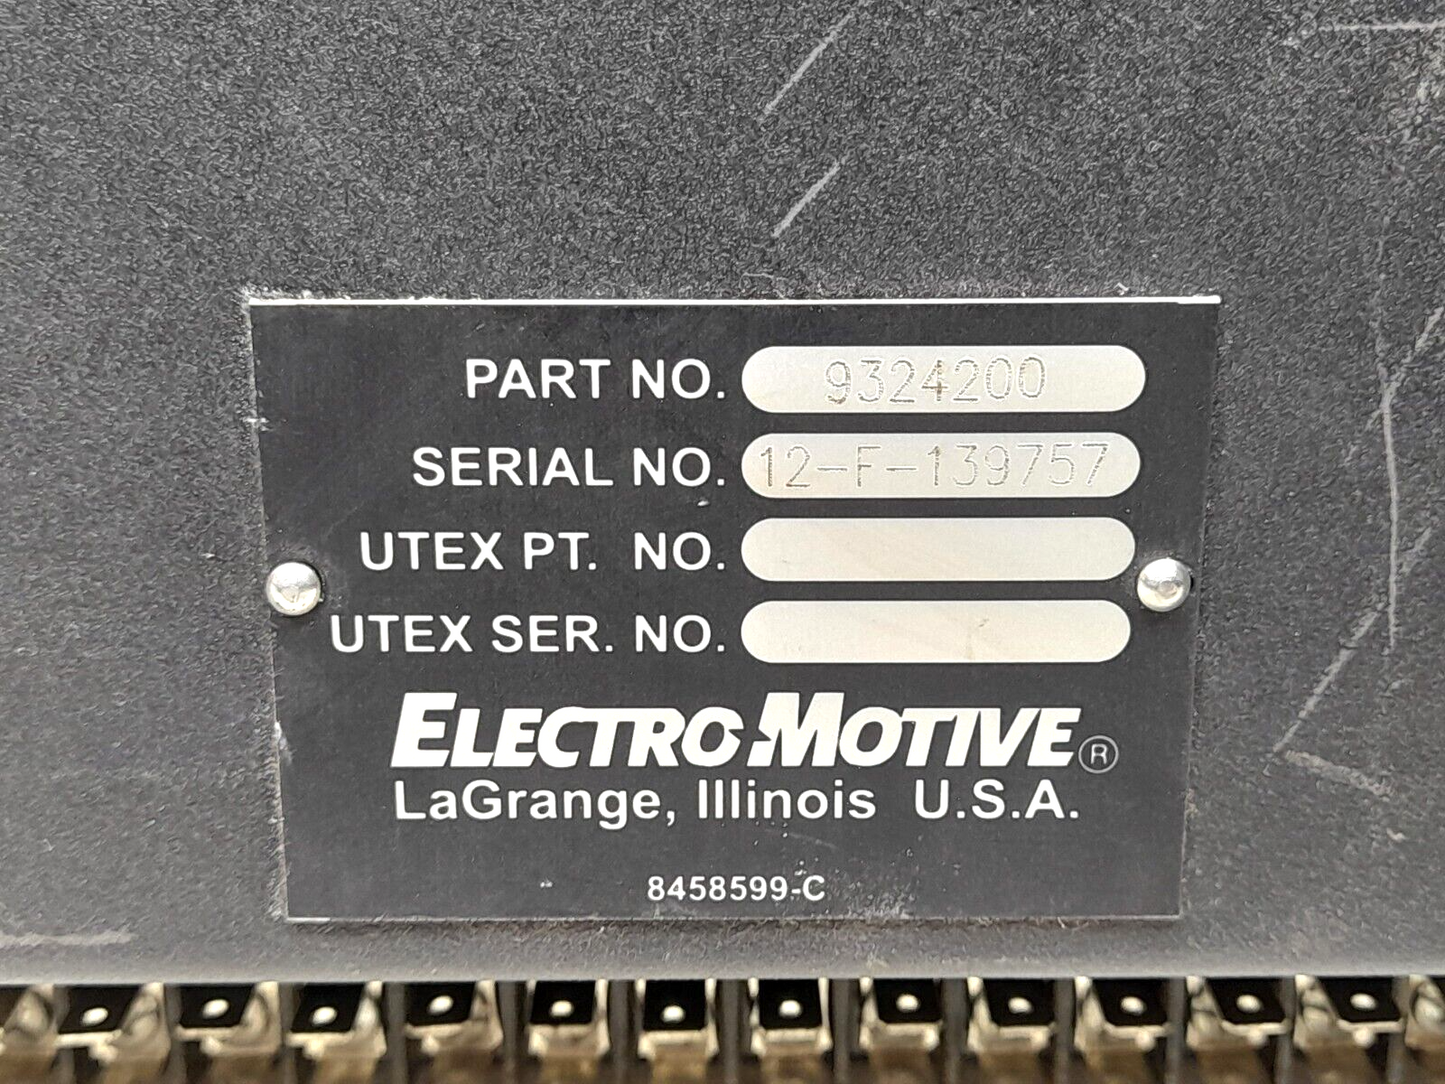 PART NO. 9324200
SERIAL NO. 12-F-139757
UTEX PT. NO.
UTEX SER. NO.
ELECTRO-MOTIVE®
LaGrange, Illinois U.S.A.
8458599-C